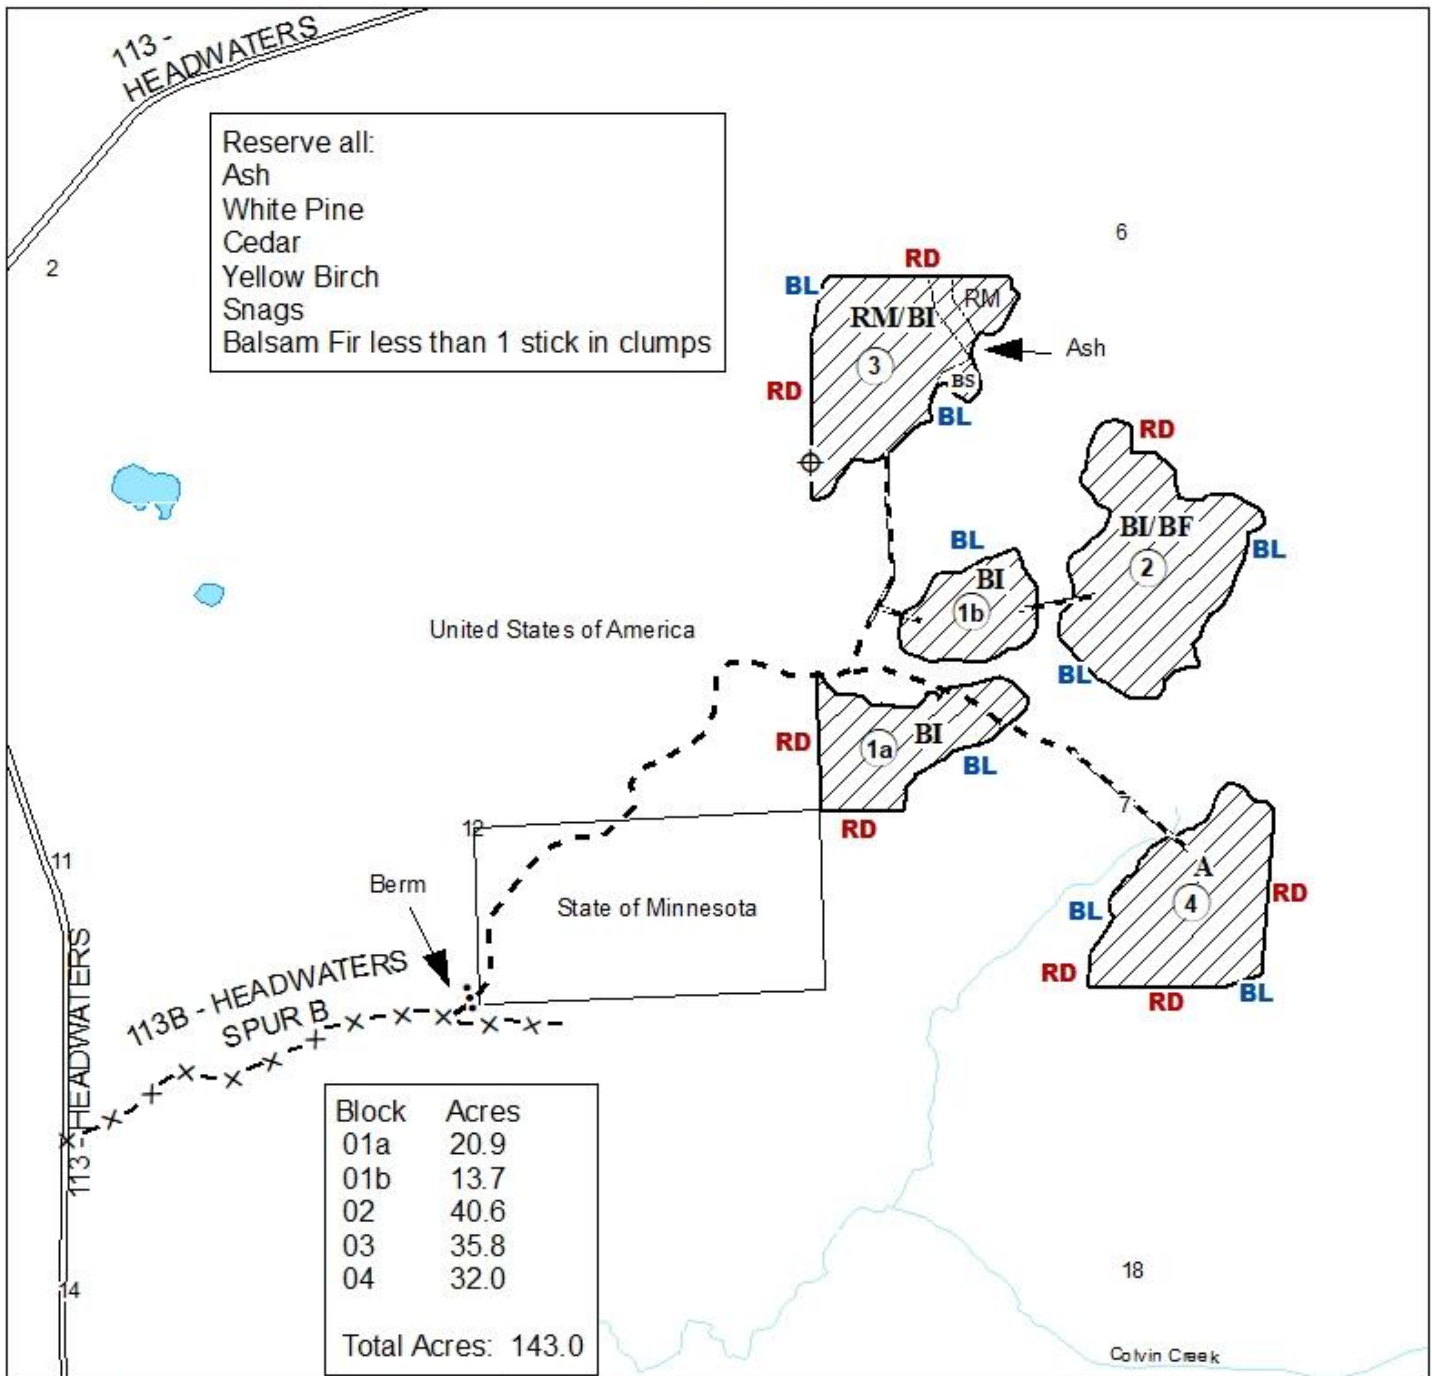 113 -
HEADWATERS
Reserve all:
Ash
White Pine
Cedar
Yellow Birch
Snags
Balsam Fir less than 1 stick in clumps
2
6
RD
BL
RM
RM/BI
Ash
3
BS
RD
BL
RD
BI/BF
BL
BL
2
BI
1b
United States of America
BL
RD
BI
1a
BL
7
12
RD
11
A
Berm
RD
4
State of Minnesota
BL
113B - HEADWATERS
SPUR B
RD
RD
BL
113 - HEADWATERS
Block Acres
01a 20.9
01b 13.7
02 40.6
03 35.8
04 32.0
Total Acres: 143.0
14
18
Colvin Creek